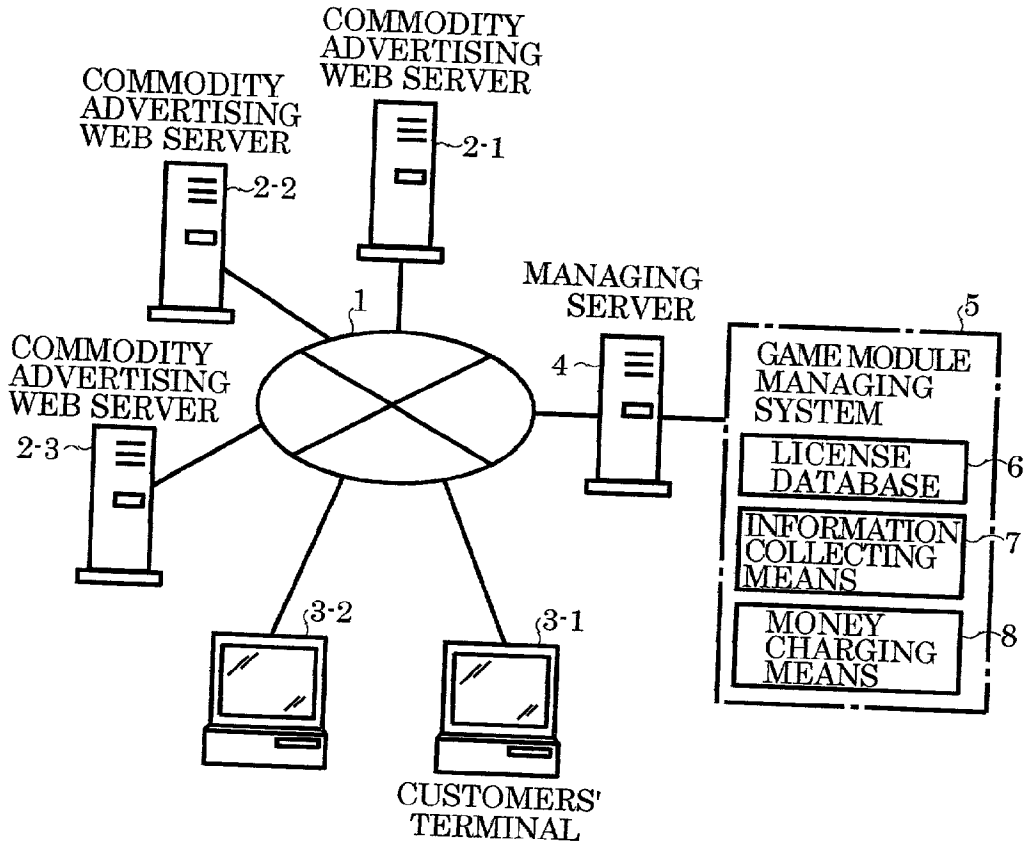 COMMODITY
ADVERTISING
WEB SERVER
2-1
COMMODITY
ADVERTISING
WEB SERVER
2-2
COMMODITY
ADVERTISING
WEB SERVER
2-3
1
MANAGING
SERVER
4
5
GAME MODULE
MANAGING
SYSTEM
LICENSE
DATABASE
6
INFORMATION
COLLECTING
MEANS
7
MONEY
CHARGING
MEANS
8
3-2
3-1
CUSTOMERS'
TERMINAL